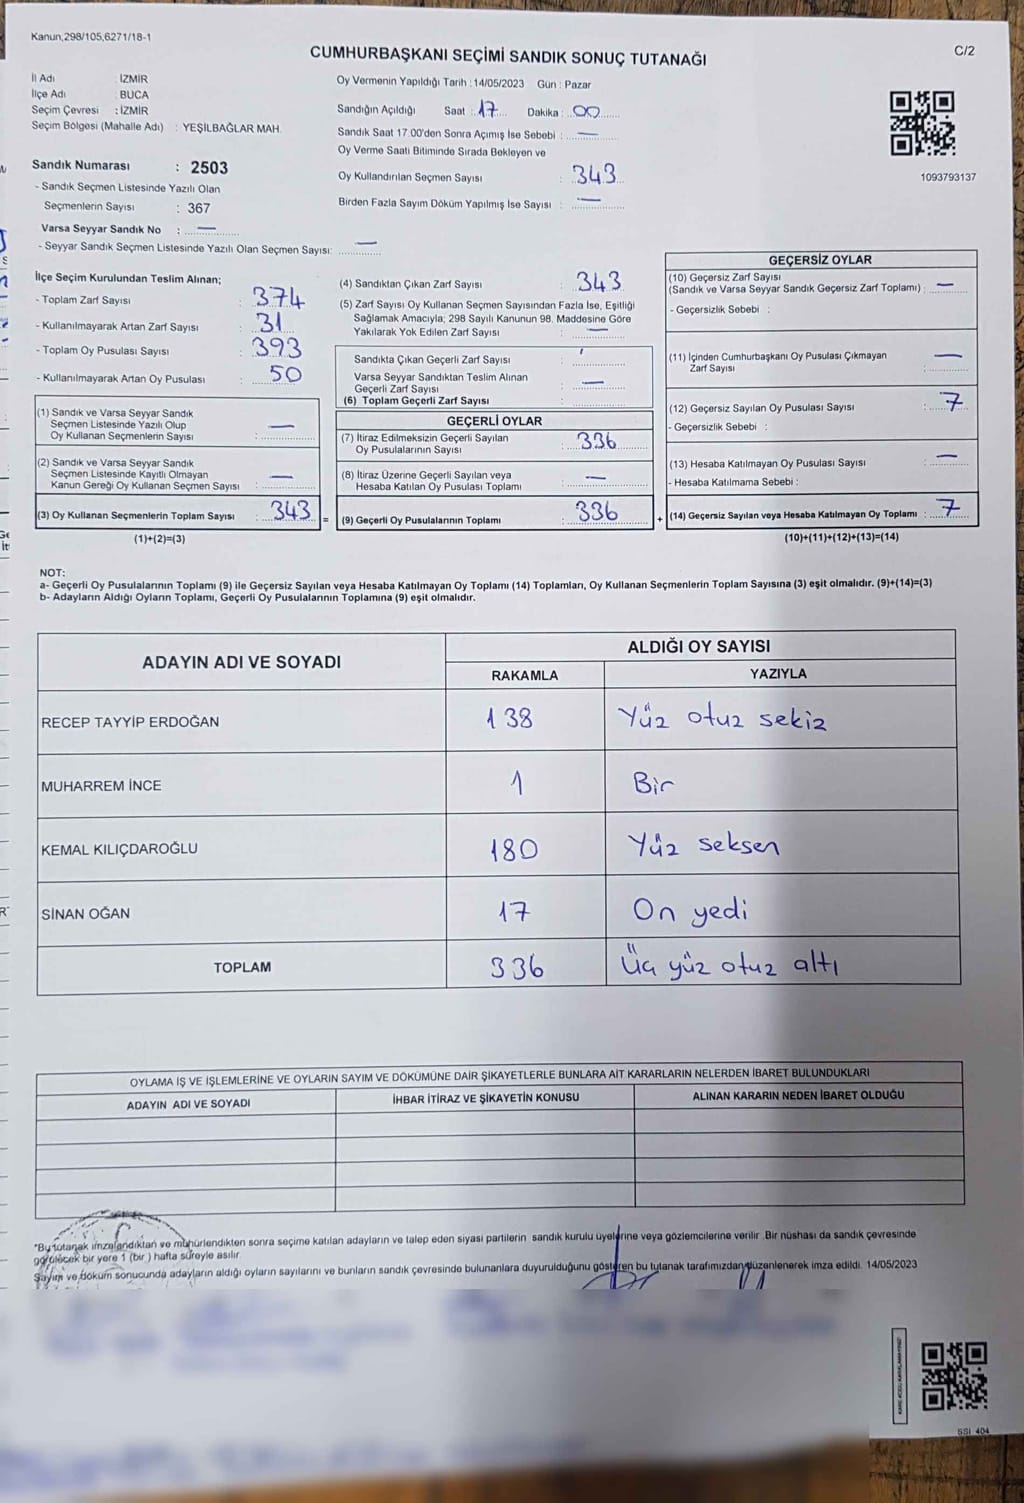 Kanun,298/105,6271/18-1
CUMHURBAŞKANI SEÇİMİ SANDIK SONUÇ TUTANAĞI
C/2
İl Adı : İZMİR
İlçe Adı : BUCA
Seçim Çevresi : İZMİR
Seçim Bölgesi (Mahalle Adı) : YEŞİLBAĞLAR MAH.
Sandık Numarası : 2503
- Sandık Seçmen Listesinde Yazılı Olan
Seçmenlerin Sayısı : 367
Varsa Seyyar Sandık No : —
- Seyyar Sandık Seçmen Listesinde Yazılı Olan Seçmen Sayısı: —
Oy Vermenin Yapıldığı Tarih : 14/05/2023 Gün : Pazar
Sandığın Açıldığı Saat : 17 Dakika : 00
Sandık Saat 17.00'den Sonra Açımış İse Sebebi : —
Oy Verme Saati Bitiminde Sırada Bekleyen ve
Oy Kullandırılan Seçmen Sayısı : 343
Birden Fazla Sayım Döküm Yapılmış İse Sayısı : —
1093793137
İlçe Seçim Kurulundan Teslim Alınan;
- Toplam Zarf Sayısı : 374
- Kullanılmayarak Artan Zarf Sayısı : 31
- Toplam Oy Pusulası Sayısı : 393
- Kullanılmayarak Artan Oy Pusulası : 50
(1) Sandık ve Varsa Seyyar Sandık
Seçmen Listesinde Yazılı Olup
Oy Kullanan Seçmenlerin Sayısı : —
(2) Sandık ve Varsa Seyyar Sandık
Seçmen Listesinde Kayıtlı Olmayan
Kanun Gereği Oy Kullanan Seçmen Sayısı : —
(3) Oy Kullanan Seçmenlerin Toplam Sayısı : 343 =
(1)+(2)=(3)
(4) Sandıktan Çıkan Zarf Sayısı : 343
(5) Zarf Sayısı Oy Kullanan Seçmen Sayısından Fazla İse, Eşitliği
Sağlamak Amacıyla; 298 Sayılı Kanunun 98. Maddesine Göre
Yakılarak Yok Edilen Zarf Sayısı : —
Sandıkta Çıkan Geçerli Zarf Sayısı :
Varsa Seyyar Sandıktan Teslim Alınan
Geçerli Zarf Sayısı : —
(6) Toplam Geçerli Zarf Sayısı :
GEÇERLİ OYLAR
(7) İtiraz Edilmeksizin Geçerli Sayılan
Oy Pusulalarının Sayısı : 336
(8) İtiraz Üzerine Geçerli Sayılan veya
Hesaba Katılan Oy Pusulası Toplamı : —
(9) Geçerli Oy Pusulalarının Toplamı : 336 +
GEÇERSİZ OYLAR
(10) Geçersiz Zarf Sayısı
(Sandık ve Varsa Seyyar Sandık Geçersiz Zarf Toplamı) : —
- Geçersizlik Sebebi :
(11) İçinden Cumhurbaşkanı Oy Pusulası Çıkmayan
Zarf Sayısı : —
(12) Geçersiz Sayılan Oy Pusulası Sayısı : 7
- Geçersizlik Sebebi :
(13) Hesaba Katılmayan Oy Pusulası Sayısı : —
- Hesaba Katılmama Sebebi :
(14) Geçersiz Sayılan veya Hesaba Katılmayan Oy Toplamı : 7
(10)+(11)+(12)+(13)=(14)
NOT:
a- Geçerli Oy Pusulalarının Toplamı (9) ile Geçersiz Sayılan veya Hesaba Katılmayan Oy Toplamı (14) Toplamları, Oy Kullanan Seçmenlerin Toplam Sayısına (3) eşit olmalıdır. (9)+(14)=(3)
b- Adayların Aldığı Oyların Toplamı, Geçerli Oy Pusulalarının Toplamına (9) eşit olmalıdır.
ADAYIN ADI VE SOYADI
ALDIĞI OY SAYISI
RAKAMLA YAZIYLA
RECEP TAYYİP ERDOĞAN 138 Yüz otuz sekiz
MUHARREM İNCE 1 Bir
KEMAL KILIÇDAROĞLU 180 Yüz seksen
SİNAN OĞAN 17 On yedi
TOPLAM 336 Üç yüz otuz altı
OYLAMA İŞ VE İŞLEMLERİNE VE OYLARIN SAYIM VE DÖKÜMÜNE DAİR ŞİKAYETLERLE BUNLARA AİT KARARLARIN NELERDEN İBARET BULUNDUKLARI
ADAYIN ADI VE SOYADI İHBAR İTİRAZ VE ŞİKAYETİN KONUSU ALINAN KARARIN NEDEN İBARET OLDUĞU
*Bu tutanak imzalandıktan ve mühürlendikten sonra seçime katılan adayların ve talep eden siyasi partilerin sandık kurulu üyelerine veya gözlemcilerine verilir. Bir nüshası da sandık çevresinde
görülecek bir yere 1 (bir ) hafta süreyle asılır.
Sayım ve döküm sonucunda adayların aldığı oyların sayılarını ve bunların sandık çevresinde bulunanlara duyurulduğunu gösteren bu tutanak tarafımızdan düzenlenerek imza edildi. 14/05/2023
SSI 404